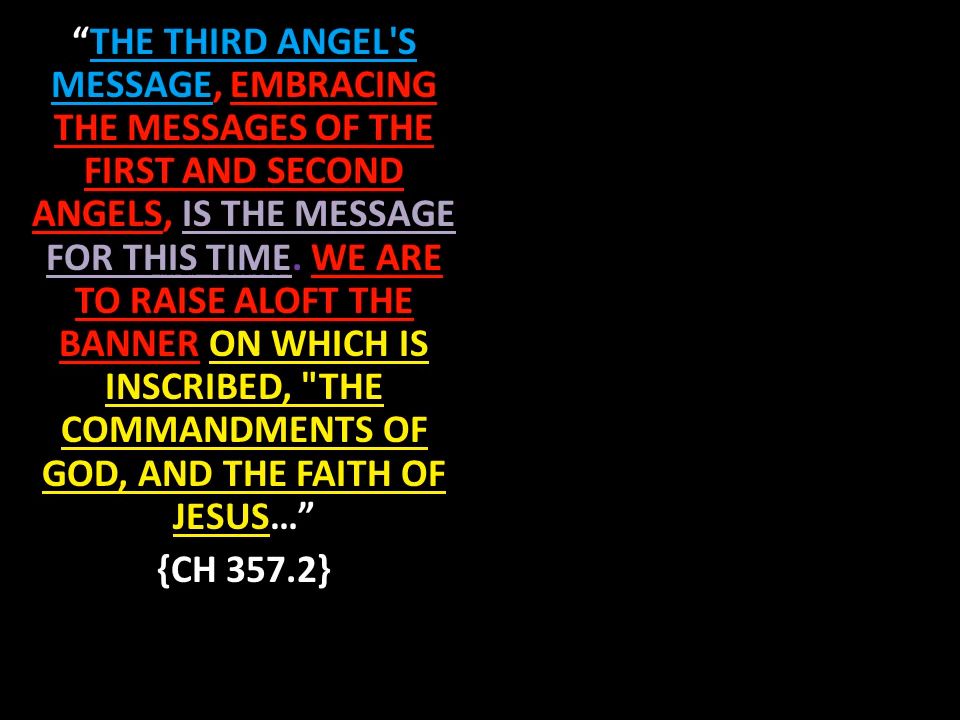 “THE THIRD ANGEL'S
MESSAGE, EMBRACING
THE MESSAGES OF THE
FIRST AND SECOND
ANGELS, IS THE MESSAGE
FOR THIS TIME. WE ARE
TO RAISE ALOFT THE
BANNER ON WHICH IS
INSCRIBED, "THE
COMMANDMENTS OF
GOD, AND THE FAITH OF
JESUS…”
{CH 357.2}